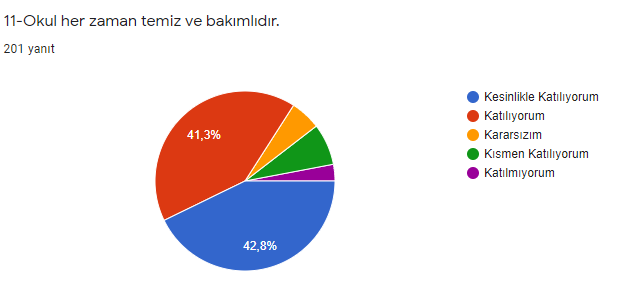 11-Okul her zaman temiz ve bakımlıdır.
201 yanıt
41,3%
42,8%
Kesinlikle Katılıyorum
Katılıyorum
Kararsızım
Kısmen Katılıyorum
Katılmıyorum